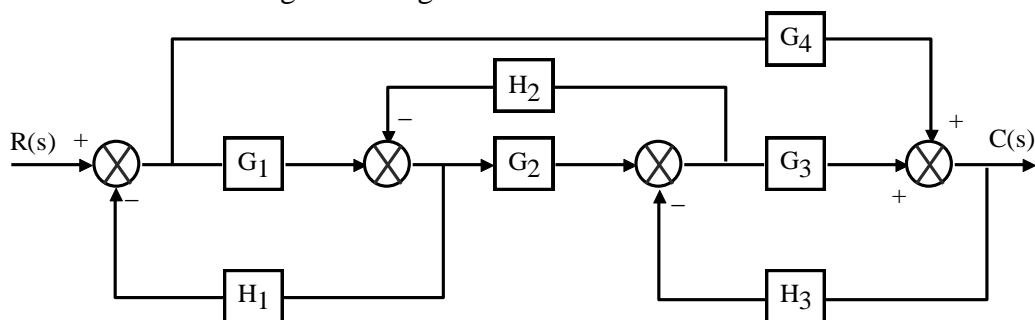 G4
H2
R(s) + − + C(s)
G1 G2 G3
− − +
H1 H3